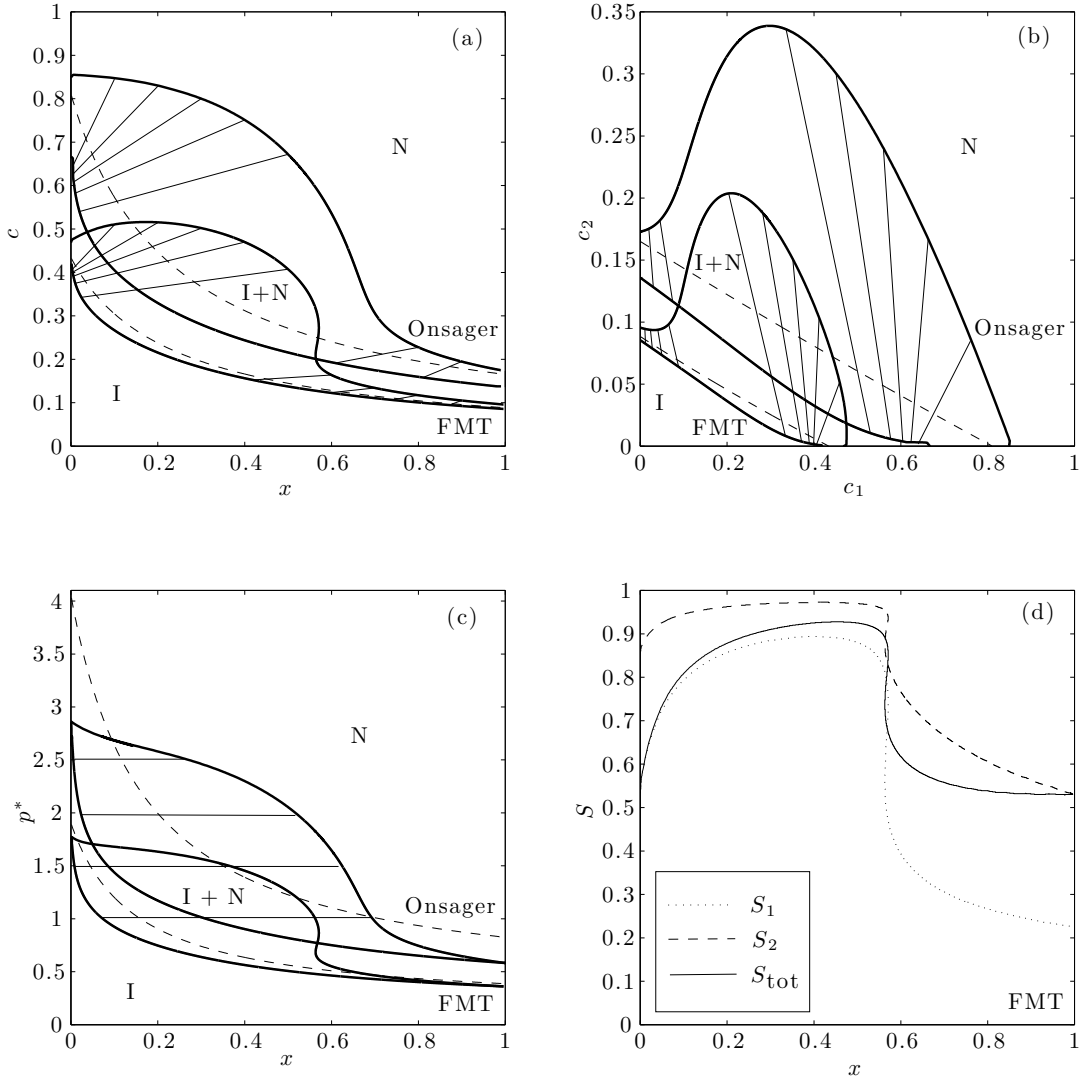 (a)
1
0.9
0.8
0.7
0.6
0.5
0.4
0.3
0.2
0.1
0
c
N
I+N
Onsager
I
FMT
0 0.2 0.4 0.6 0.8 1
x
(b)
0.35
0.3
0.25
0.2
0.15
0.1
0.05
0
c₂
N
I+N
Onsager
I
FMT
0 0.2 0.4 0.6 0.8 1
c₁
(c)
4
3.5
3
2.5
2
1.5
1
0.5
0
p*
N
I + N
Onsager
I
FMT
0 0.2 0.4 0.6 0.8 1
x
(d)
1
0.9
0.8
0.7
0.6
0.5
0.4
0.3
0.2
0.1
0
S
S₁
S₂
S_tot
FMT
0 0.2 0.4 0.6 0.8 1
x